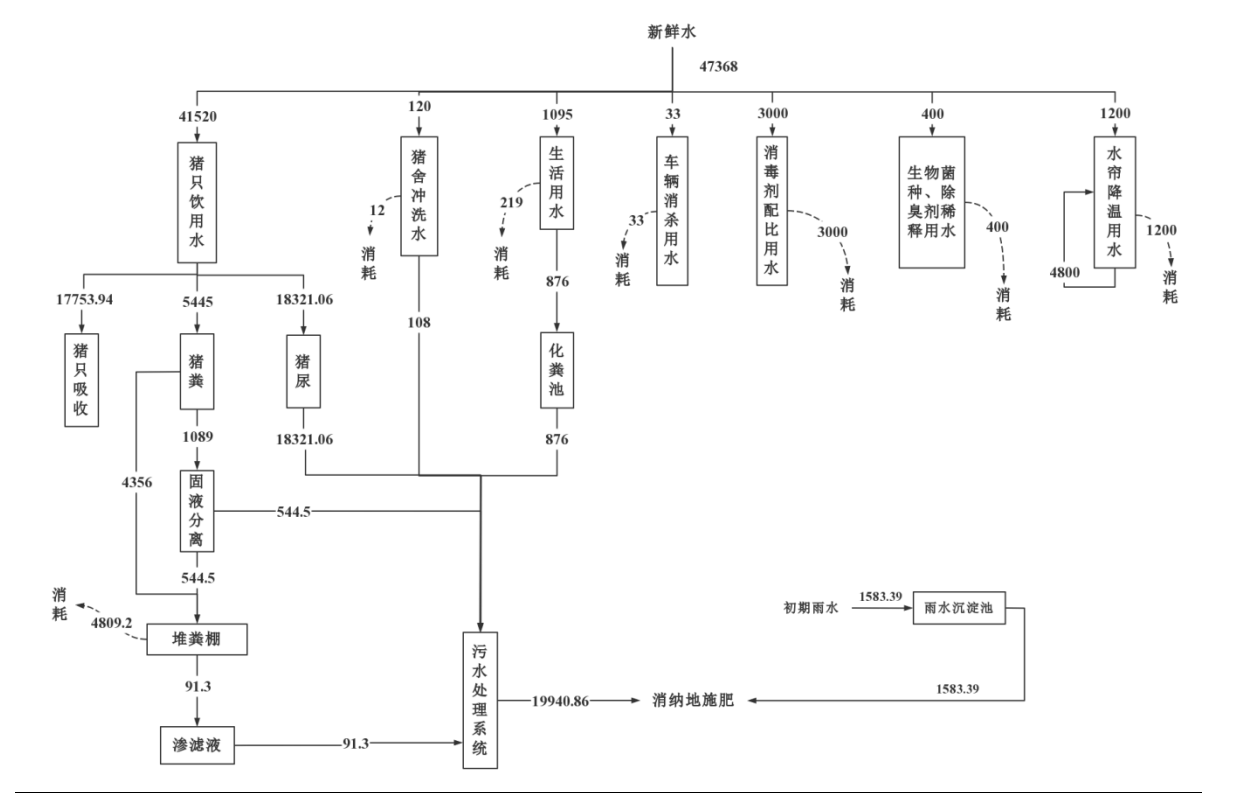 新鲜水
47368
41520
120
1095
33
3000
400
1200
猪只饮用水
猪舍冲洗水
生活用水
车辆消杀用水
消毒剂配比用水
生物菌
种、除
臭剂稀
释用水
水帘降温用水
12
消耗
219
消耗
33
消耗
3000
消耗
400
消耗
4800
1200
消耗
17753.94
5445
18321.06
108
876
猪只吸收
猪粪
猪尿
化粪池
1089
18321.06
876
4356
固液分离
544.5
544.5
消耗
4809.2
堆粪棚
初期雨水
1583.39
雨水沉淀池
91.3
污水处理系统
19940.86
消纳地施肥
1583.39
渗滤液
91.3